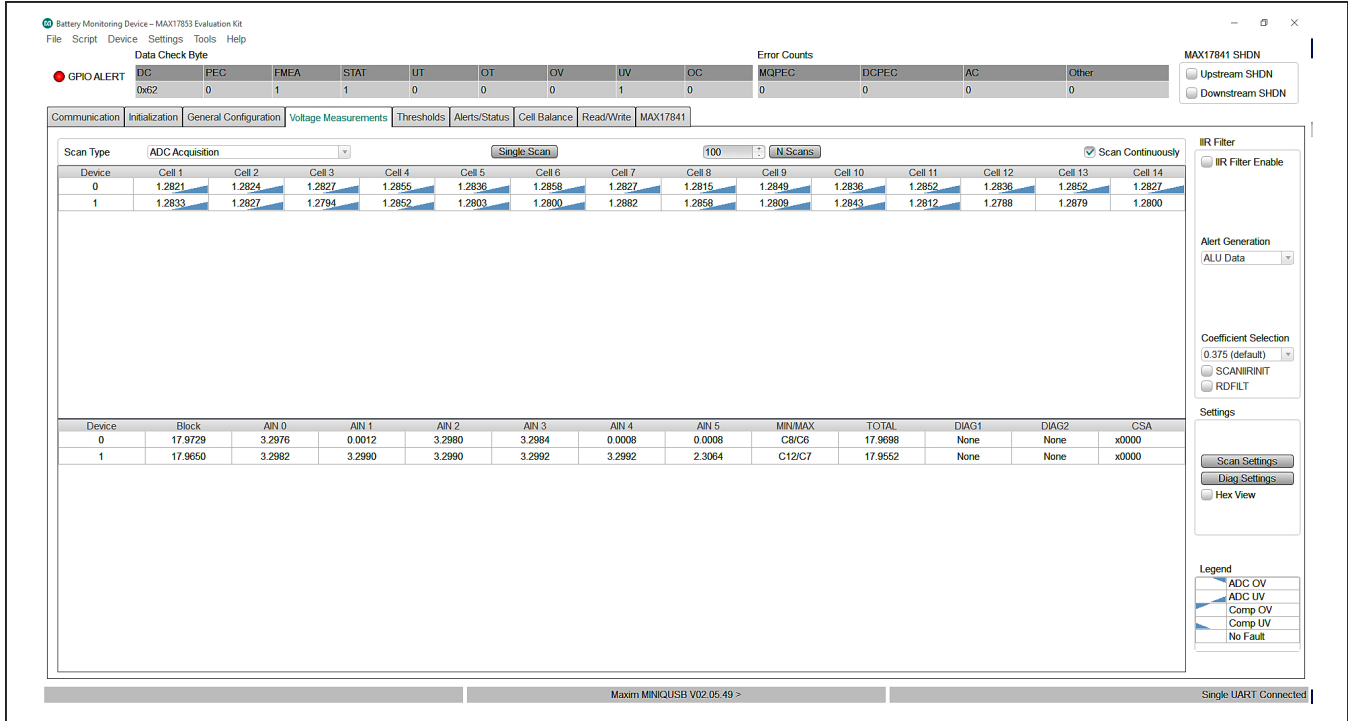 Battery Monitoring Device – MAX17853 Evaluation Kit
File Script Device Settings Tools Help
Data Check Byte Error Counts MAX17841 SHDN
GPIO ALERT DC PEC FMEA STAT UT OT OV UV OC MQPEC DCPEC AC Other Upstream SHDN
0x62 0 1 1 0 0 0 1 0 0 0 0 0 Downstream SHDN
Communication Initialization General Configuration Voltage Measurements Thresholds Alerts/Status Cell Balance Read/Write MAX17841
IIR Filter
Scan Type ADC Acquisition Single Scan 100 N Scans Scan Continuously IIR Filter Enable
Device Cell 1 Cell 2 Cell 3 Cell 4 Cell 5 Cell 6 Cell 7 Cell 8 Cell 9 Cell 10 Cell 11 Cell 12 Cell 13 Cell 14
0 1.2821 1.2824 1.2827 1.2855 1.2836 1.2858 1.2827 1.2815 1.2849 1.2836 1.2852 1.2836 1.2852 1.2827
1 1.2833 1.2827 1.2794 1.2852 1.2803 1.2800 1.2882 1.2858 1.2809 1.2843 1.2812 1.2788 1.2879 1.2800
Alert Generation
ALU Data
Coefficient Selection
0.375 (default)
SCANIIRINIT
RDFILT
Settings
Device Block AIN 0 AIN 1 AIN 2 AIN 3 AIN 4 AIN 5 MIN/MAX TOTAL DIAG1 DIAG2 CSA
0 17.9729 3.2976 0.0012 3.2980 3.2984 0.0008 0.0008 C8/C6 17.9698 None None x0000
1 17.9650 3.2982 3.2990 3.2990 3.2992 3.2992 2.3064 C12/C7 17.9552 None None x0000
Scan Settings
Diag Settings
Hex View
Legend
ADC OV
ADC UV
Comp OV
Comp UV
No Fault
Maxim MINIQUSB V02.05.49 > Single UART Connected